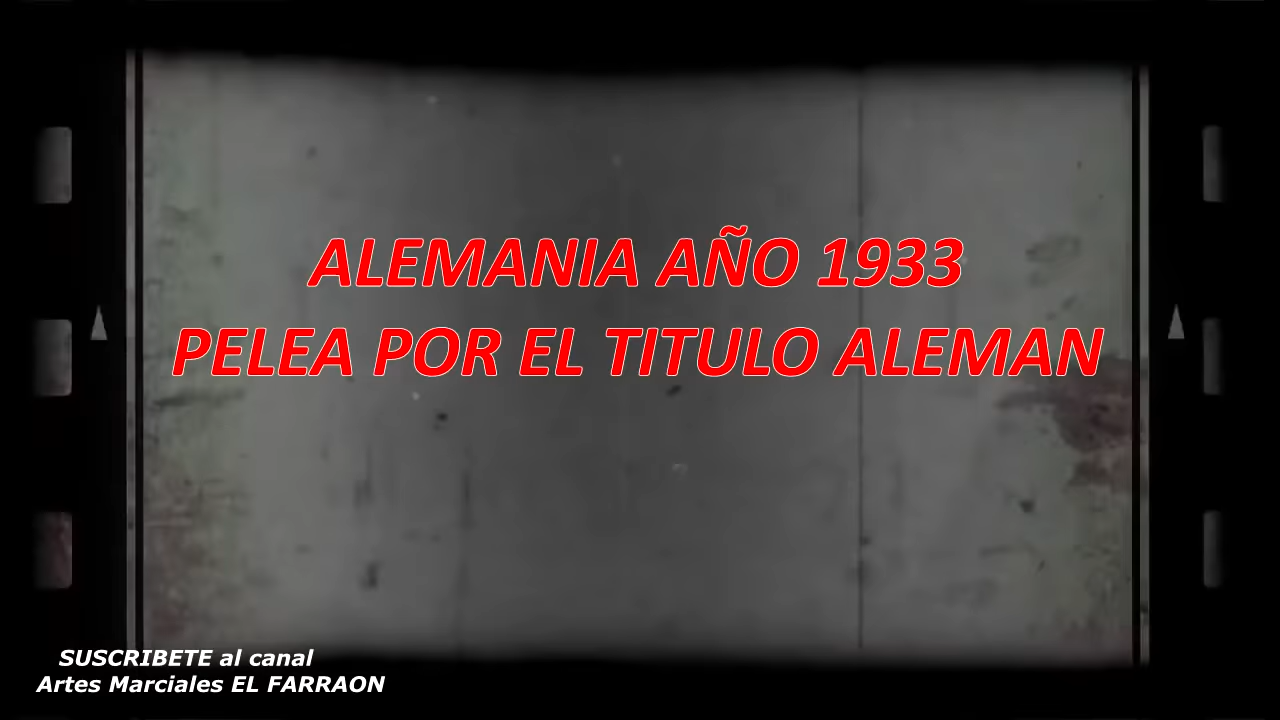 ALEMANIA AÑO 1933
PELEA POR EL TITULO ALEMAN
SUSCRIBETE al canal
Artes Marciales EL FARRAON